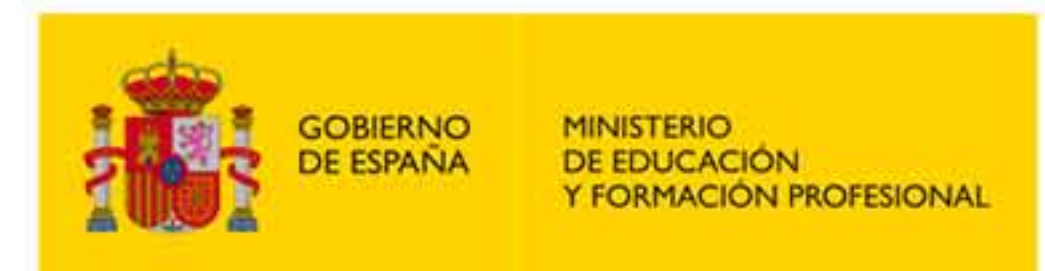 GOBIERNO
DE ESPAÑA
MINISTERIO
DE EDUCACIÓN
Y FORMACIÓN PROFESIONAL